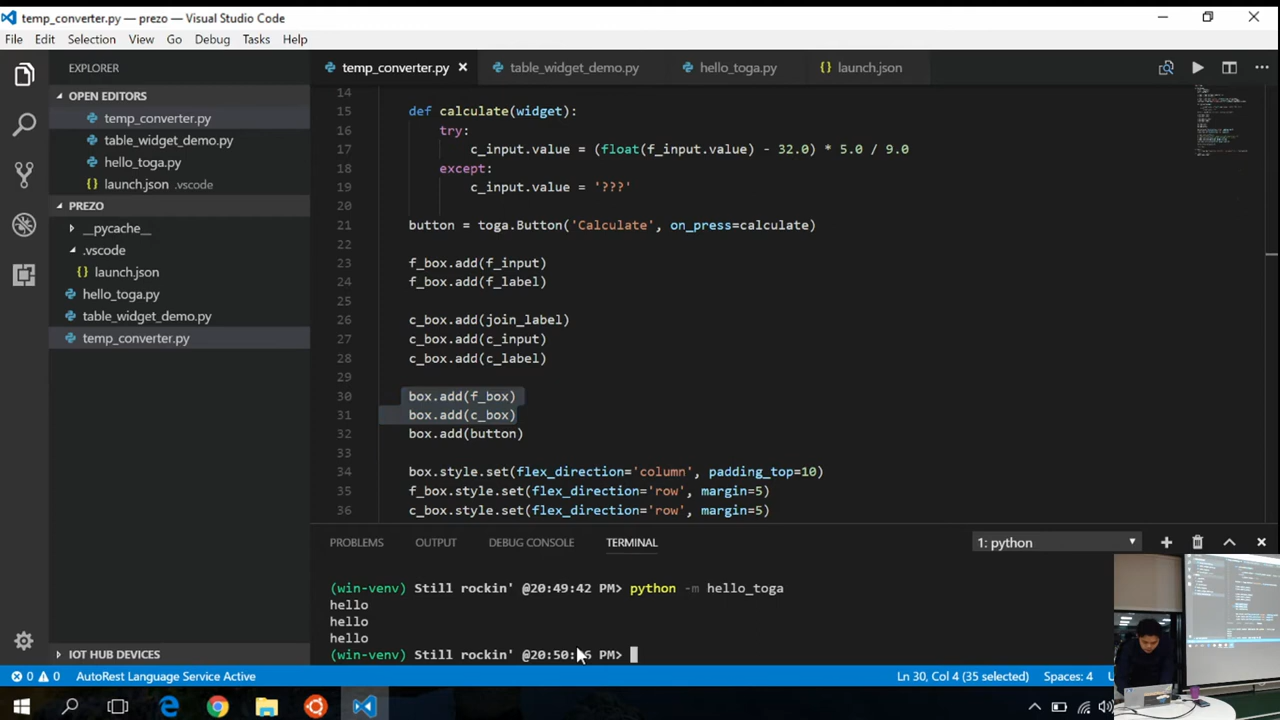 temp_converter.py — prezo — Visual Studio Code
File Edit Selection View Go Debug Tasks Help
EXPLORER
OPEN EDITORS
temp_converter.py
table_widget_demo.py
hello_toga.py
launch.json .vscode
PREZO
__pycache__
.vscode
launch.json
hello_toga.py
table_widget_demo.py
temp_converter.py
IOT HUB DEVICES
temp_converter.py table_widget_demo.py hello_toga.py {} launch.json
14
15 def calculate(widget):
16 try:
17 c_input.value = (float(f_input.value) - 32.0) * 5.0 / 9.0
18 except:
19 c_input.value = '???'
20
21 button = toga.Button('Calculate', on_press=calculate)
22
23 f_box.add(f_input)
24 f_box.add(f_label)
25
26 c_box.add(join_label)
27 c_box.add(c_input)
28 c_box.add(c_label)
29
30 box.add(f_box)
31 box.add(c_box)
32 box.add(button)
33
34 box.style.set(flex_direction='column', padding_top=10)
35 f_box.style.set(flex_direction='row', margin=5)
36 c_box.style.set(flex_direction='row', margin=5)
PROBLEMS OUTPUT DEBUG CONSOLE TERMINAL 1: python
(win-venv) Still rockin' @20:49:42 PM> python -m hello_toga
hello
hello
hello
(win-venv) Still rockin' PM>
0 0 AutoRest Language Service Active Ln 30, Col 4 (35 selected) Spaces: 4